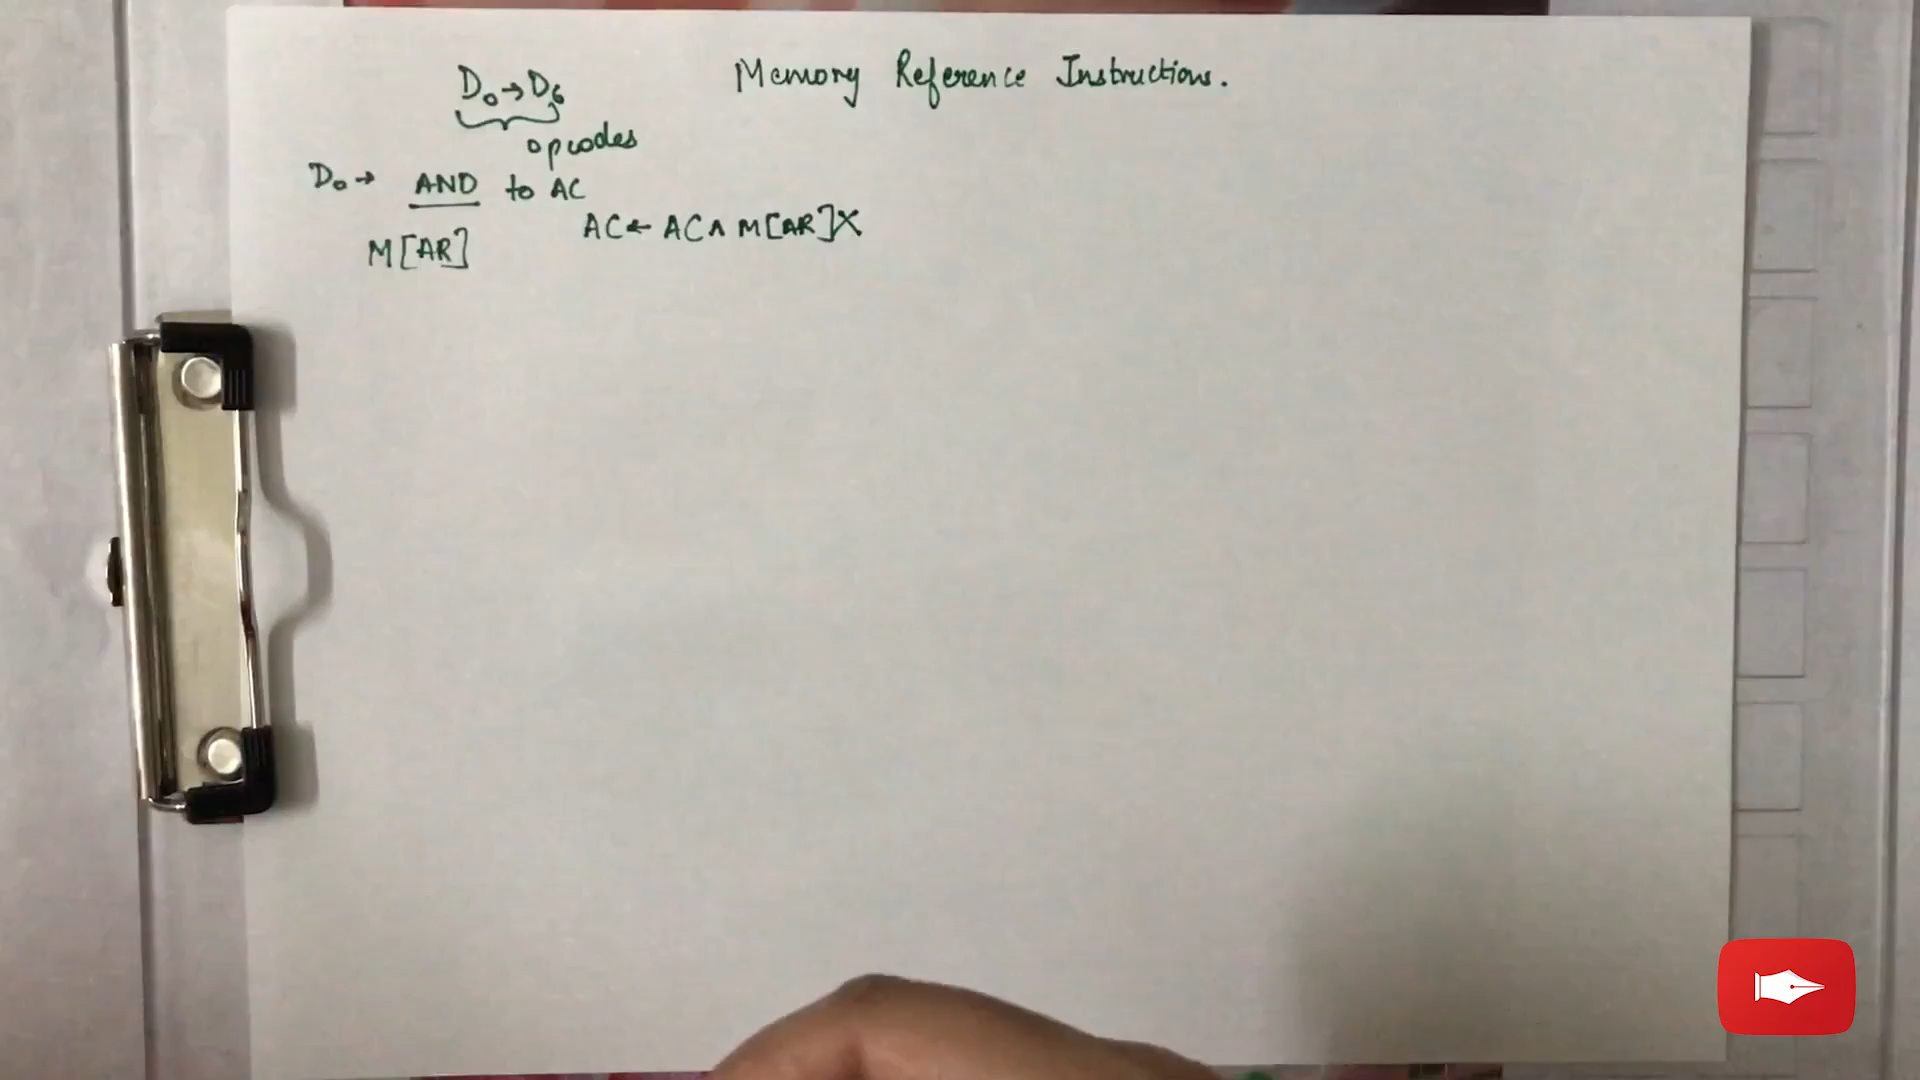 Memory Reference Instructions.
D₀→D₆
opcodes
D₀→ AND to AC
AC← AC∧ M[AR]X
M[AR]